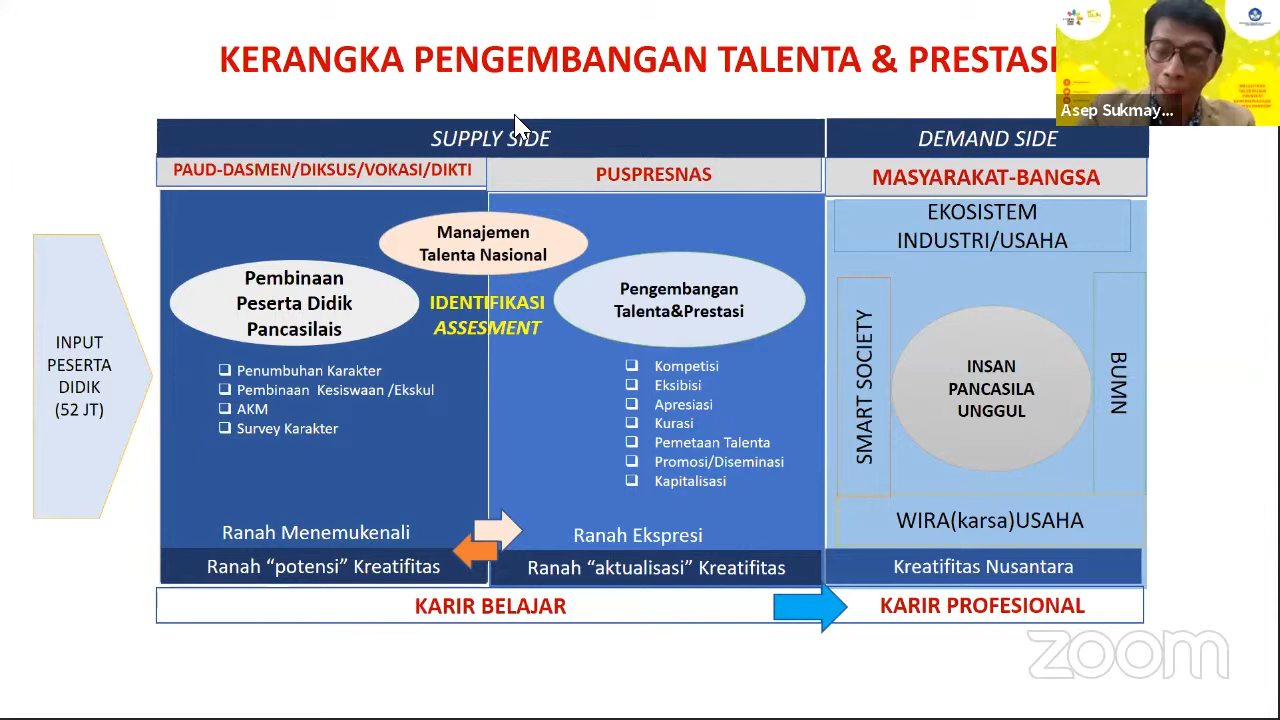 KERANGKA PENGEMBANGAN TALENTA & PRESTASI
Asep Sukmay...
SUPPLY SIDE
DEMAND SIDE
PAUD-DASMEN/DIKSUS/VOKASI/DIKTI
PUSPRESNAS
MASYARAKAT-BANGSA
INPUT
PESERTA
DIDIK
(52 JT)
Manajemen
Talenta Nasional
Pembinaan
Peserta Didik
Pancasilais
IDENTIFIKASI
ASSESMENT
Penumbuhan Karakter
Pembinaan Kesiswaan /Ekskul
AKM
Survey Karakter
Ranah Menemukenali
Ranah “potensi” Kreatifitas
Pengembangan
Talenta&Prestasi
Kompetisi
Eksibisi
Apresiasi
Kurasi
Pemetaan Talenta
Promosi/Diseminasi
Kapitalisasi
Ranah Ekspresi
Ranah “aktualisasi” Kreatifitas
EKOSISTEM
INDUSTRI/USAHA
SMART SOCIETY
INSAN
PANCASILA
UNGGUL
BUMN
WIRA(karsa)USAHA
Kreatifitas Nusantara
KARIR BELAJAR
KARIR PROFESIONAL
zoom